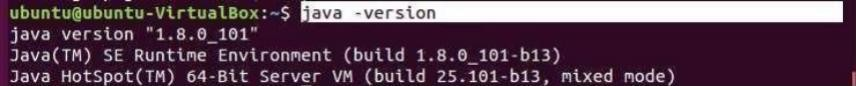 ubuntu@ubuntu-VirtualBox:~$ java -version
java version "1.8.0_101"
Java(TM) SE Runtime Environment (build 1.8.0_101-b13)
Java HotSpot(TM) 64-Bit Server VM (build 25.101-b13, mixed mode)